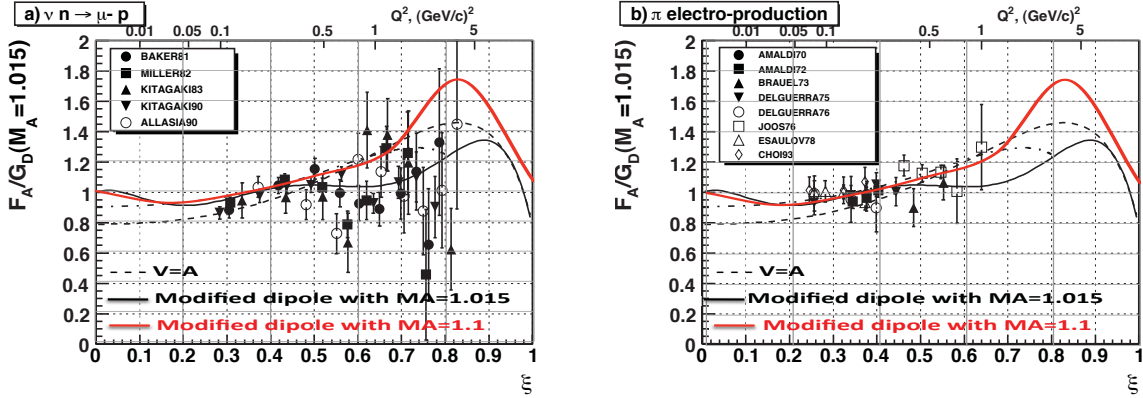 a) ν n → μ- p
Q², (GeV/c)²
0.01 0.05 0.1 0.5 1 5
F_A/G_D(M_A=1.015)
2
1.8
1.6
1.4
1.2
1
0.8
0.6
0.4
0.2
0
BAKER81
MILLER82
KITAGAKI83
KITAGAKI90
ALLASIA90
V=A
Modified dipole with MA=1.015
Modified dipole with MA=1.1
0 0.1 0.2 0.3 0.4 0.5 0.6 0.7 0.8 0.9 1
ξ
b) π electro-production
Q², (GeV/c)²
0.01 0.05 0.1 0.5 1 5
F_A/G_D(M_A=1.015)
2
1.8
1.6
1.4
1.2
1
0.8
0.6
0.4
0.2
0
AMALDI70
AMALDI72
BRAUEL73
DELGUERRA75
DELGUERRA76
JOOS76
ESAULOV78
CHOI93
V=A
Modified dipole with MA=1.015
Modified dipole with MA=1.1
0 0.1 0.2 0.3 0.4 0.5 0.6 0.7 0.8 0.9 1
ξ